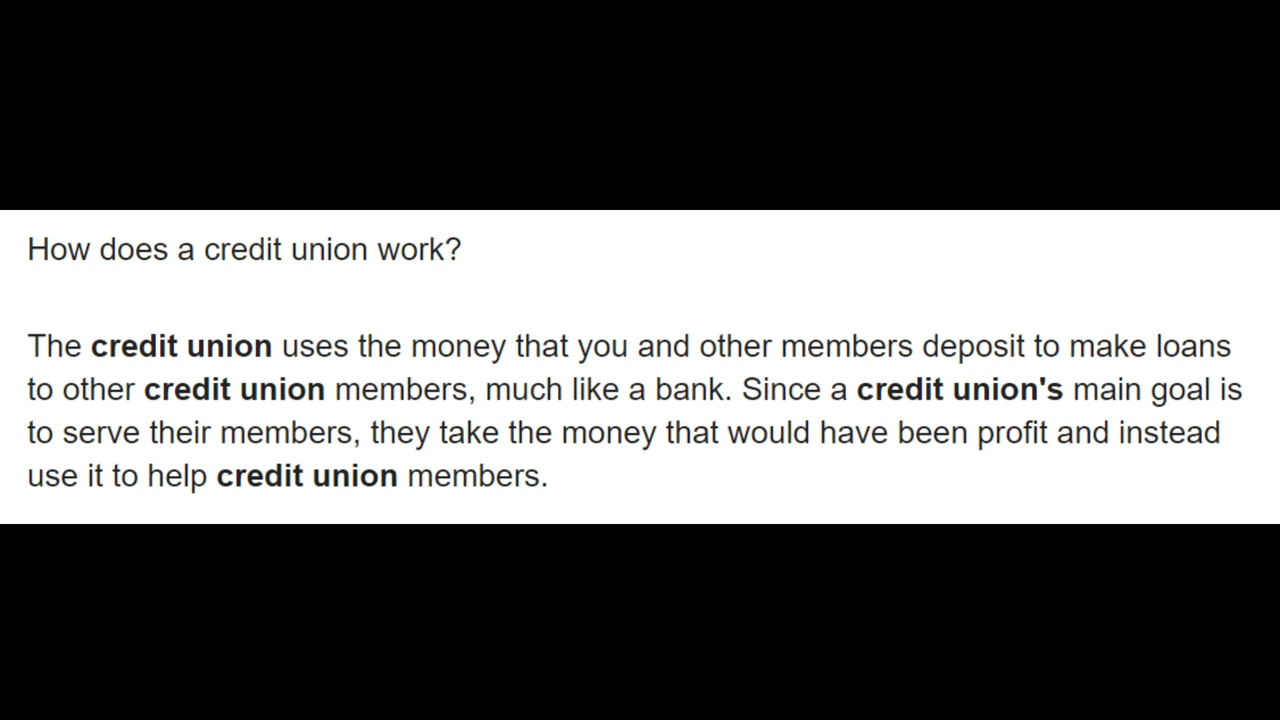 How does a credit union work?
The credit union uses the money that you and other members deposit to make loans
to other credit union members, much like a bank. Since a credit union's main goal is
to serve their members, they take the money that would have been profit and instead
use it to help credit union members.